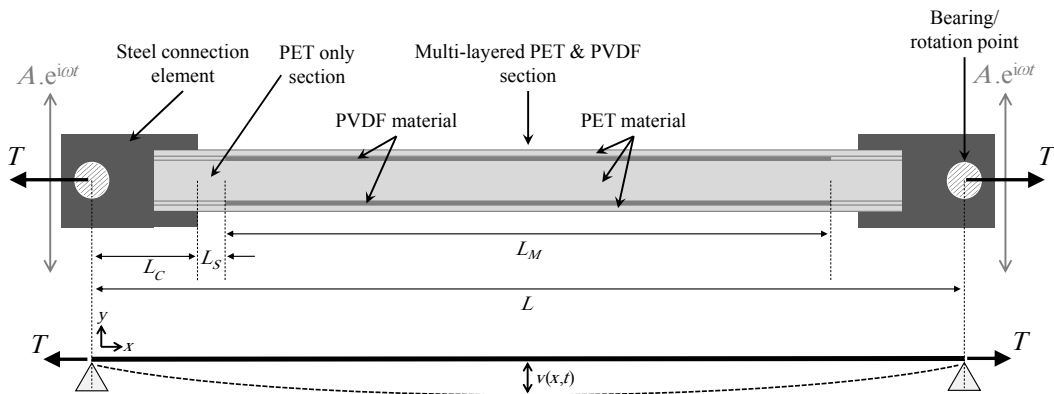 Bearing/
rotation point
Steel connection
element
PET only
section
Multi-layered PET & PVDF
section
A.e^{iωt}
A.e^{iωt}
PVDF material
PET material
T
T
L_C
L_S
L_M
L
y
x
T
T
v(x,t)